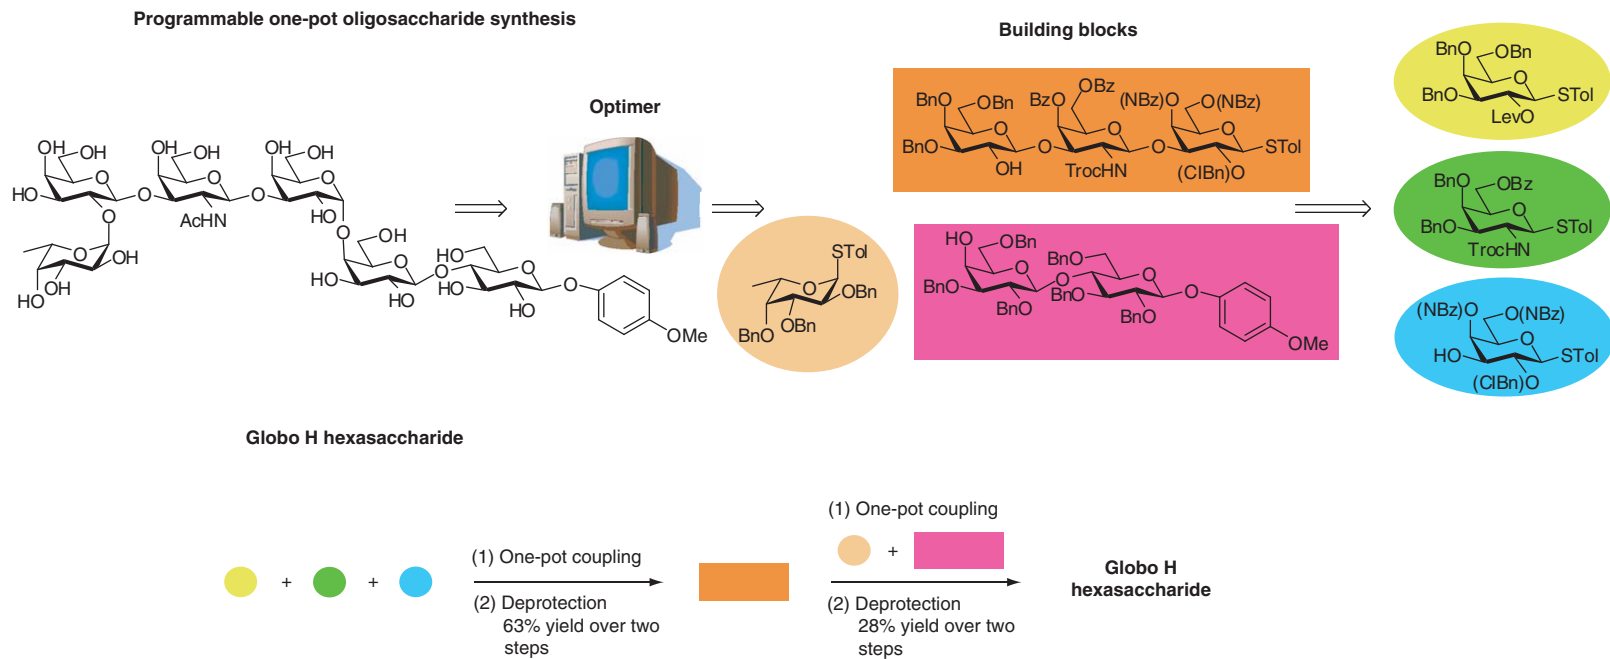 Programmable one-pot oligosaccharide synthesis
Building blocks
Optimer
OH
OH
HO
O
O
OH
OH
O
AcHN
O
OH
OH
O
HO
O
O
OH
OH
HO
OH
HO
O
HO
HO
O
HO
O
HO
O
OMe
STol
O
OBn
OBn
BnO
BnO
OBn
O
BnO
OH
O
BzO
OBz
O
TrocHN
O
(NBz)O
O(NBz)
O
STol
(ClBn)O
HO
OBn
O
BnO
BnO
O
BnO
O
BnO
BnO
O
OMe
BnO
OBn
O
BnO
STol
LevO
BnO
OBz
O
BnO
STol
TrocHN
(NBz)O
O(NBz)
O
HO
STol
(ClBn)O
Globo H hexasaccharide
+
+
(1) One-pot coupling
(2) Deprotection
63% yield over two
steps
(1) One-pot coupling
+
(2) Deprotection
28% yield over two
steps
Globo H
hexasaccharide